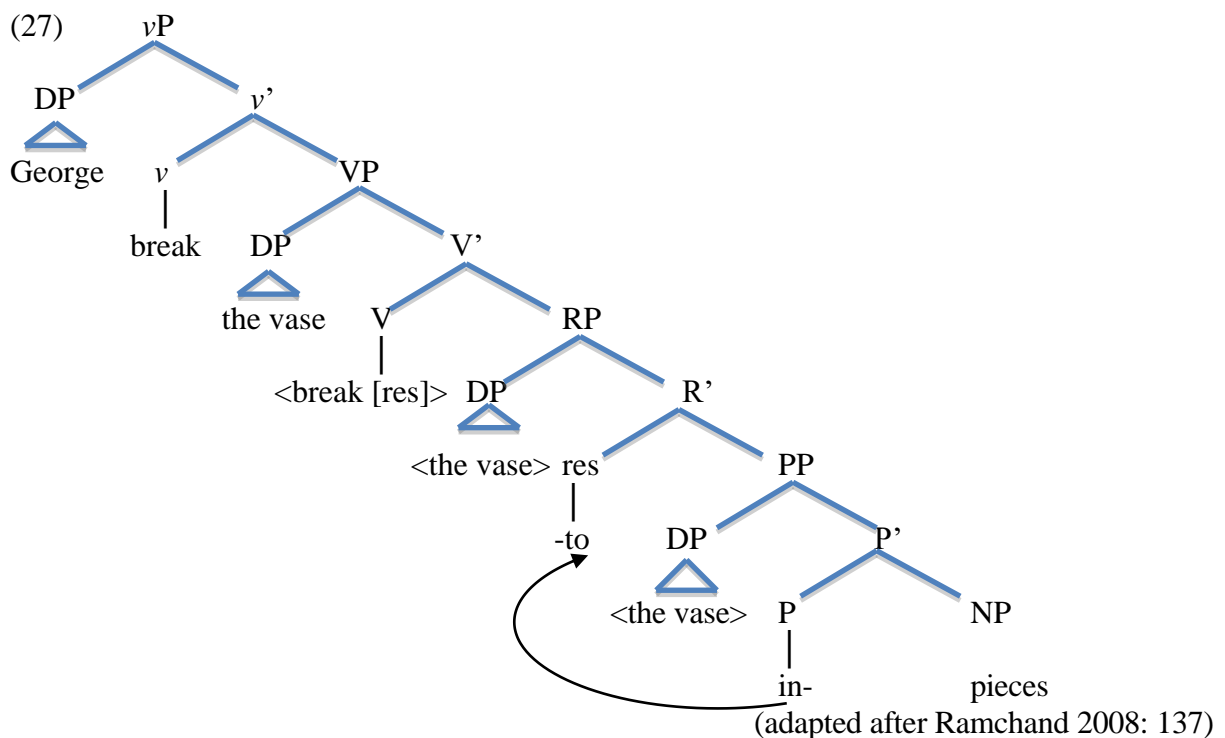 (27) vP
DP v’
George v VP
break DP V’
the vase V RP
<break [res]> DP R’
<the vase> res PP
-to DP P’
<the vase> P NP
in- pieces
(adapted after Ramchand 2008: 137)